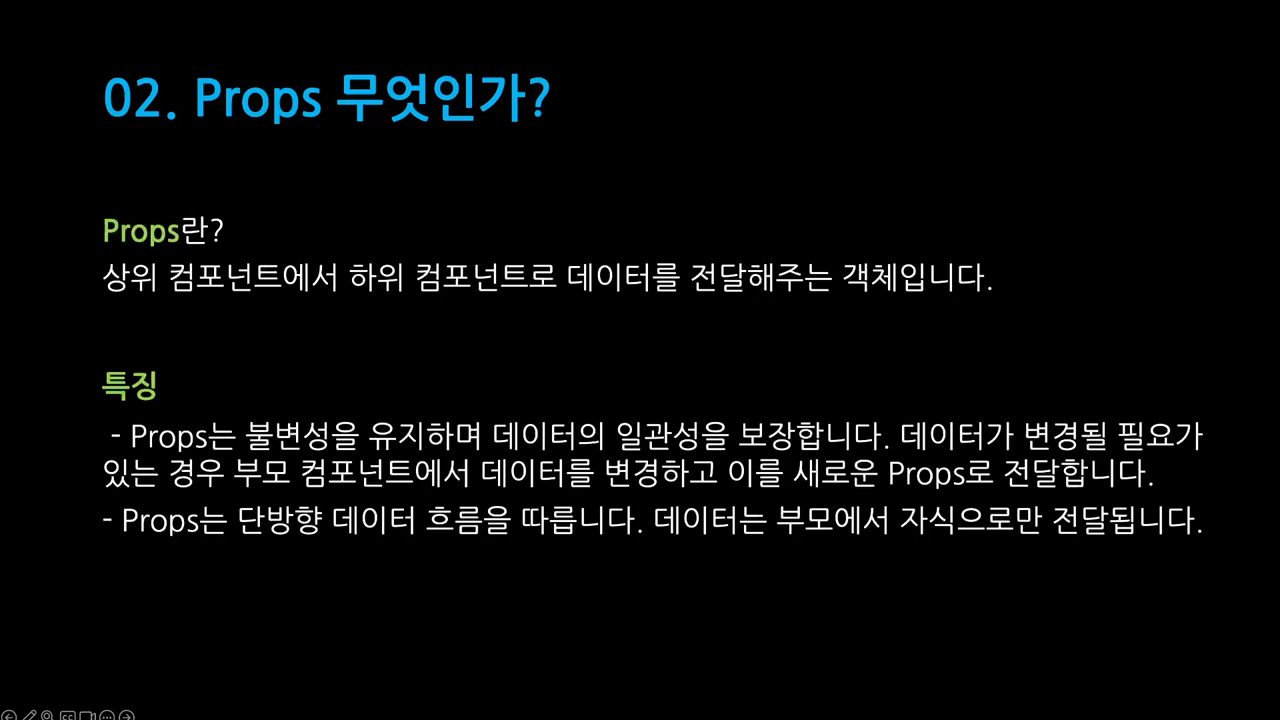 02. Props 무엇인가?
Props란?
상위 컴포넌트에서 하위 컴포넌트로 데이터를 전달해주는 객체입니다.
특징
- Props는 불변성을 유지하며 데이터의 일관성을 보장합니다. 데이터가 변경될 필요가
있는 경우 부모 컴포넌트에서 데이터를 변경하고 이를 새로운 Props로 전달합니다.
- Props는 단방향 데이터 흐름을 따릅니다. 데이터는 부모에서 자식으로만 전달됩니다.